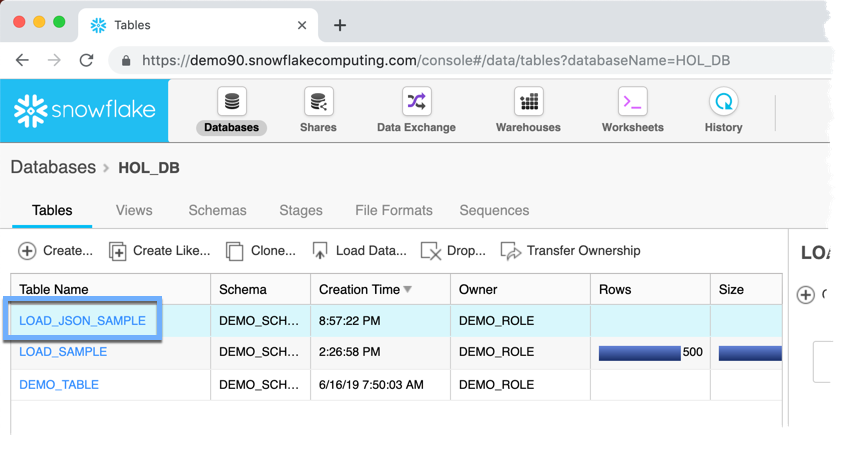 Tables
https://demo90.snowflakecomputing.com/console#/data/tables?databaseName=HOL_DB
snowflake
Databases Shares Data Exchange Warehouses Worksheets History
Databases > HOL_DB
Tables Views Schemas Stages File Formats Sequences
Create... Create Like... Clone... Load Data... Drop... Transfer Ownership
Table Name Schema Creation Time Owner Rows Size
LOAD_JSON_SAMPLE DEMO_SCH... 8:57:22 PM DEMO_ROLE
LOAD_SAMPLE DEMO_SCH... 2:26:58 PM DEMO_ROLE 500
DEMO_TABLE DEMO_SCH... 6/16/19 7:50:03 AM DEMO_ROLE